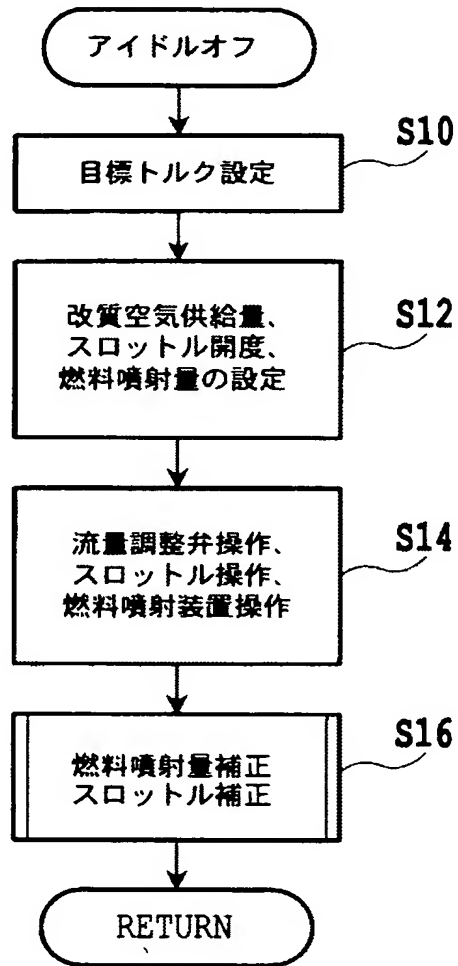 アイドルオフ
S10
目標トルク設定
S12
改質空気供給量、
スロットル開度、
燃料噴射量の設定
S14
流量調整弁操作、
スロットル操作、
燃料噴射装置操作
S16
燃料噴射量補正
スロットル補正
RETURN